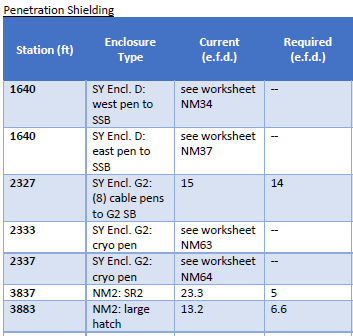 Penetration Shielding
Station (ft) Enclosure Type Current (e.f.d.) Required (e.f.d.)
1640 SY Encl. D: west pen to SSB see worksheet NM34 --
1640 SY Encl. D: east pen to SSB see worksheet NM37 --
2327 SY Encl. G2: (8) cable pens to G2 SB 15 14
2333 SY Encl. G2: cryo pen see worksheet NM63 --
2337 SY Encl. G2: cryo pen see worksheet NM64 --
3837 NM2: SR2 23.3 5
3883 NM2: large hatch 13.2 6.6